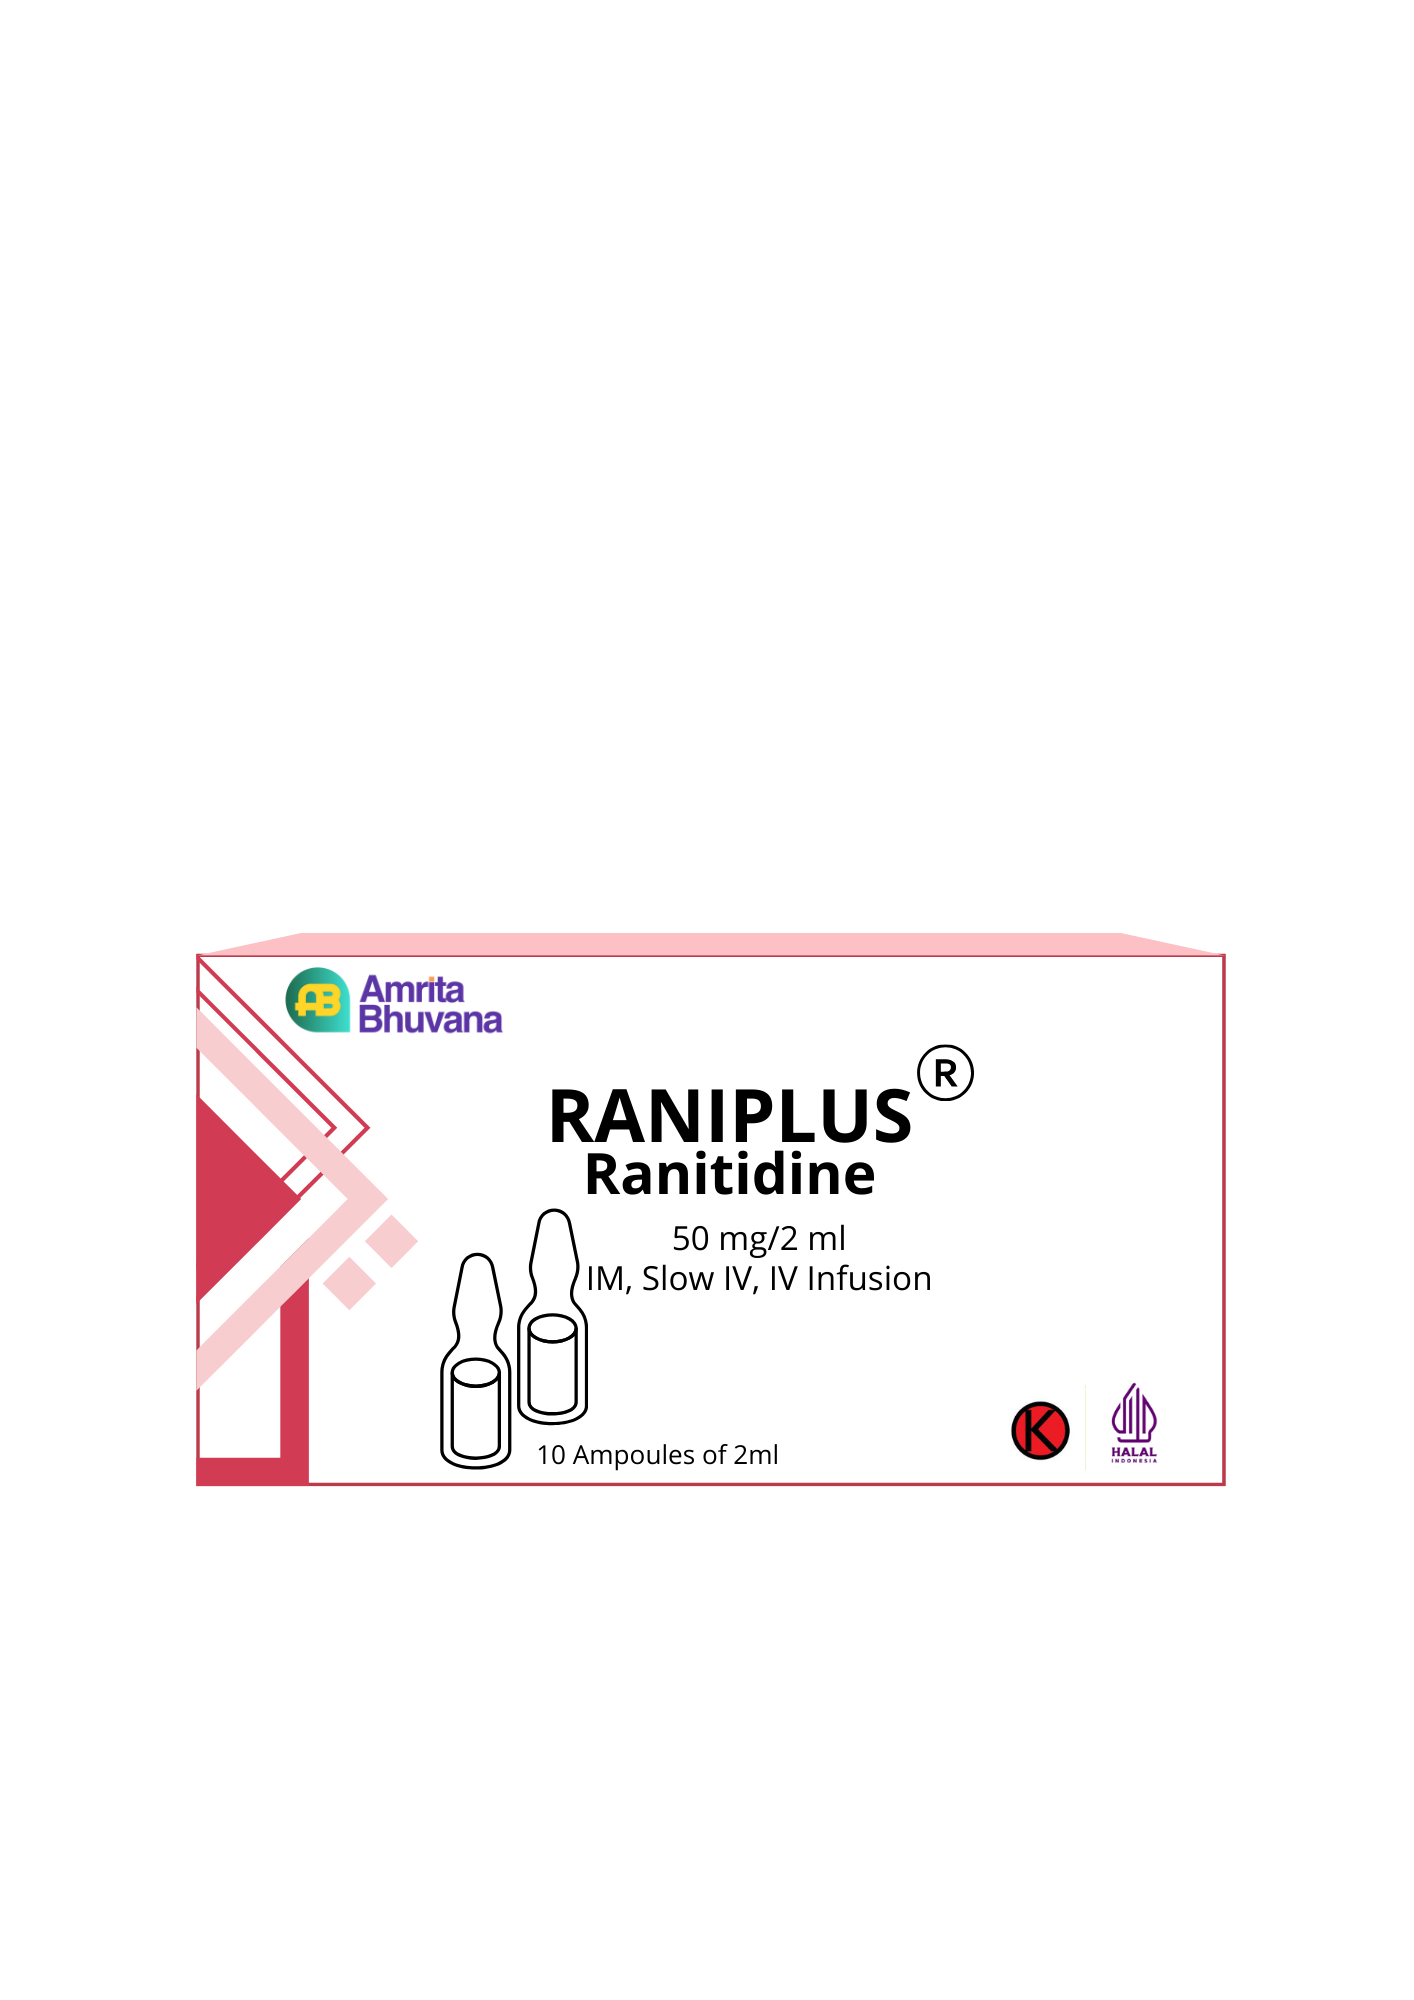 AB Amrita
Bhuvana
RANIPLUS®
Ranitidine
50 mg/2 ml
IM, Slow IV, IV Infusion
10 Ampoules of 2ml
K
HALAL
INDONESIA